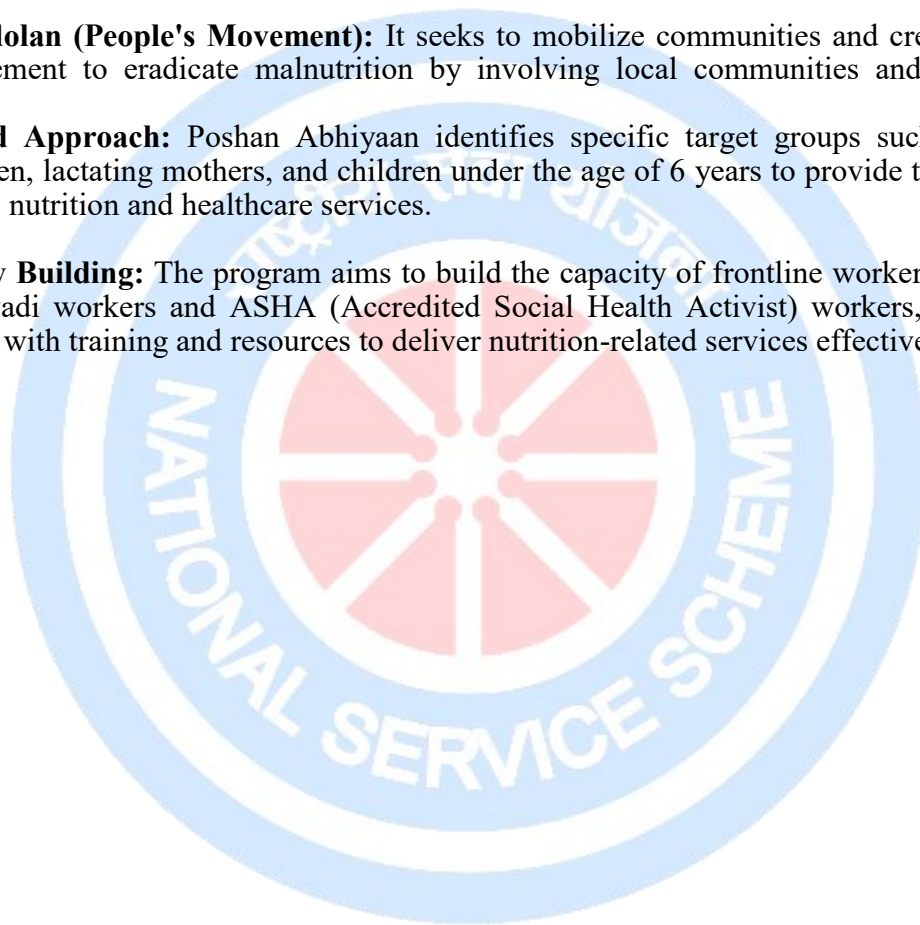 dolan (People's Movement): It seeks to mobilize communities and cre
ement to eradicate malnutrition by involving local communities and
d Approach: Poshan Abhiyaan identifies specific target groups suc
en, lactating mothers, and children under the age of 6 years to provide t
nutrition and healthcare services.
y Building: The program aims to build the capacity of frontline worker
adi workers and ASHA (Accredited Social Health Activist) workers,
with training and resources to deliver nutrition-related services effective
राष्ट्रीय सेवा योजना
NATIONAL SERVICE SCHEME